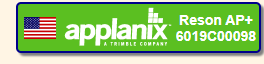 applanix
A TRIMBLE COMPANY
Reson AP+
6019C00098